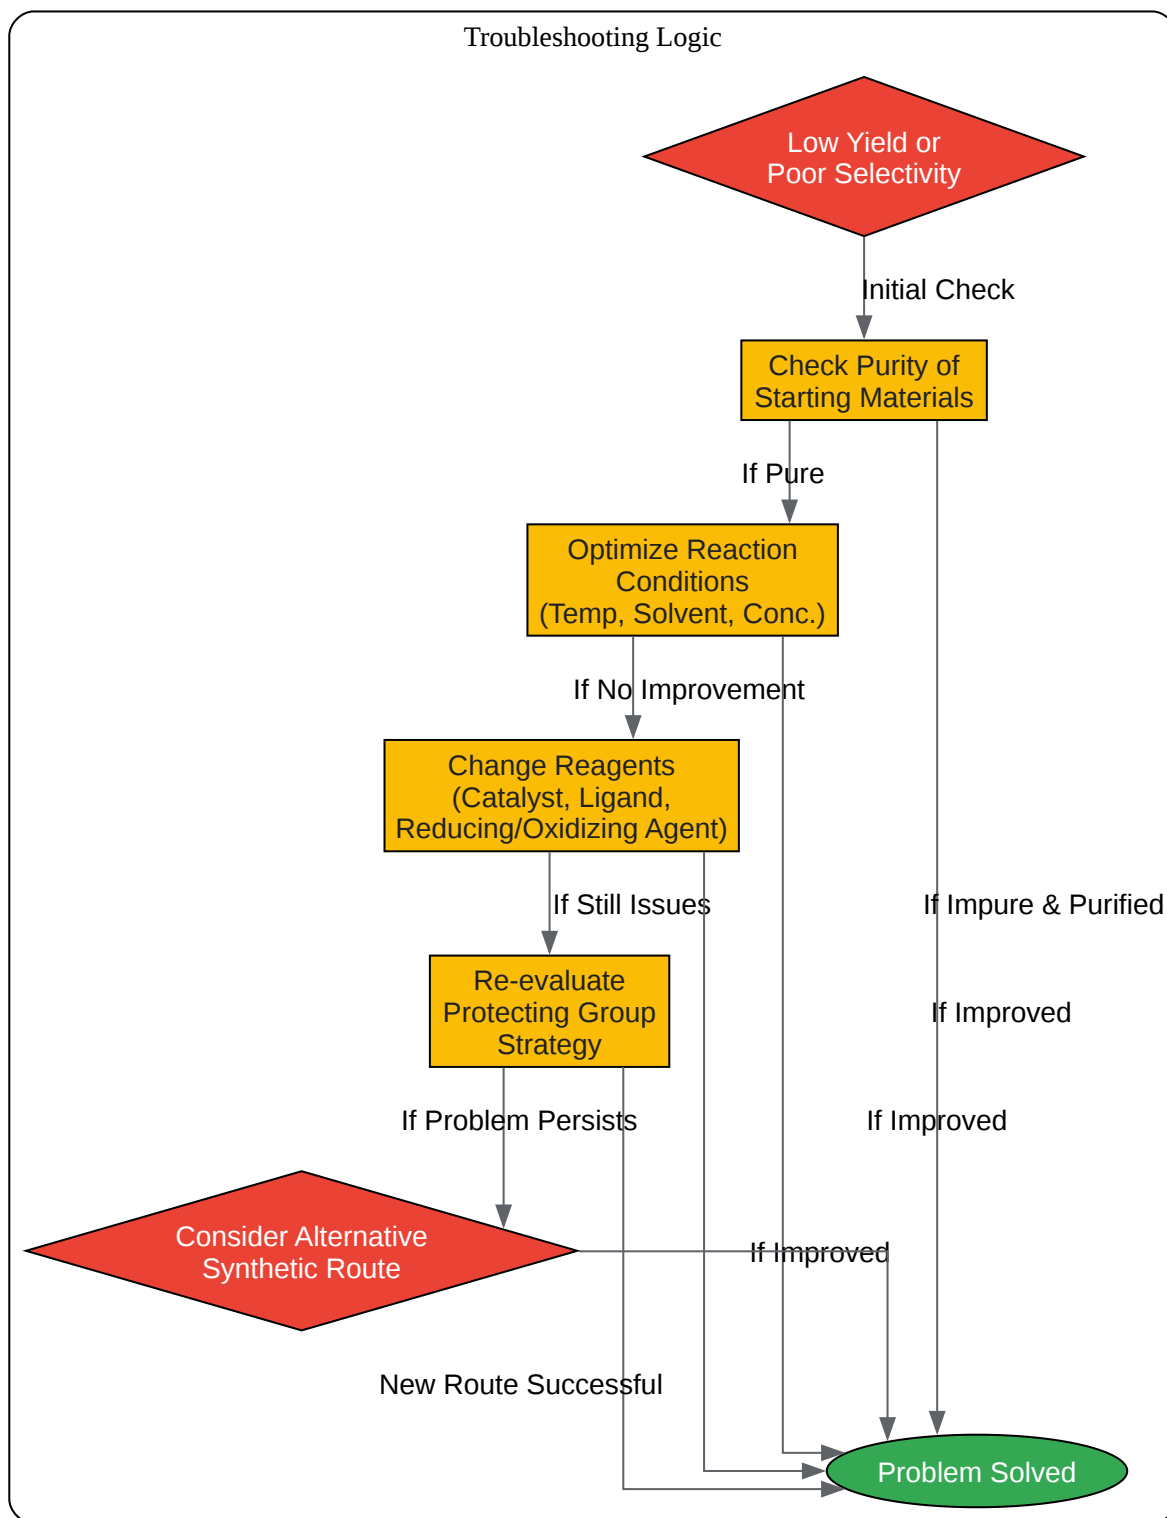 Troubleshooting Logic
Low Yield or
Poor Selectivity
Initial Check
Check Purity of
Starting Materials
If Pure
Optimize Reaction
Conditions
(Temp, Solvent, Conc.)
If No Improvement
Change Reagents
(Catalyst, Ligand,
Reducing/Oxidizing Agent)
If Still Issues
If Impure & Purified
Re-evaluate
Protecting Group
Strategy
If Improved
If Problem Persists
If Improved
Consider Alternative
Synthetic Route
If Improved
New Route Successful
Problem Solved